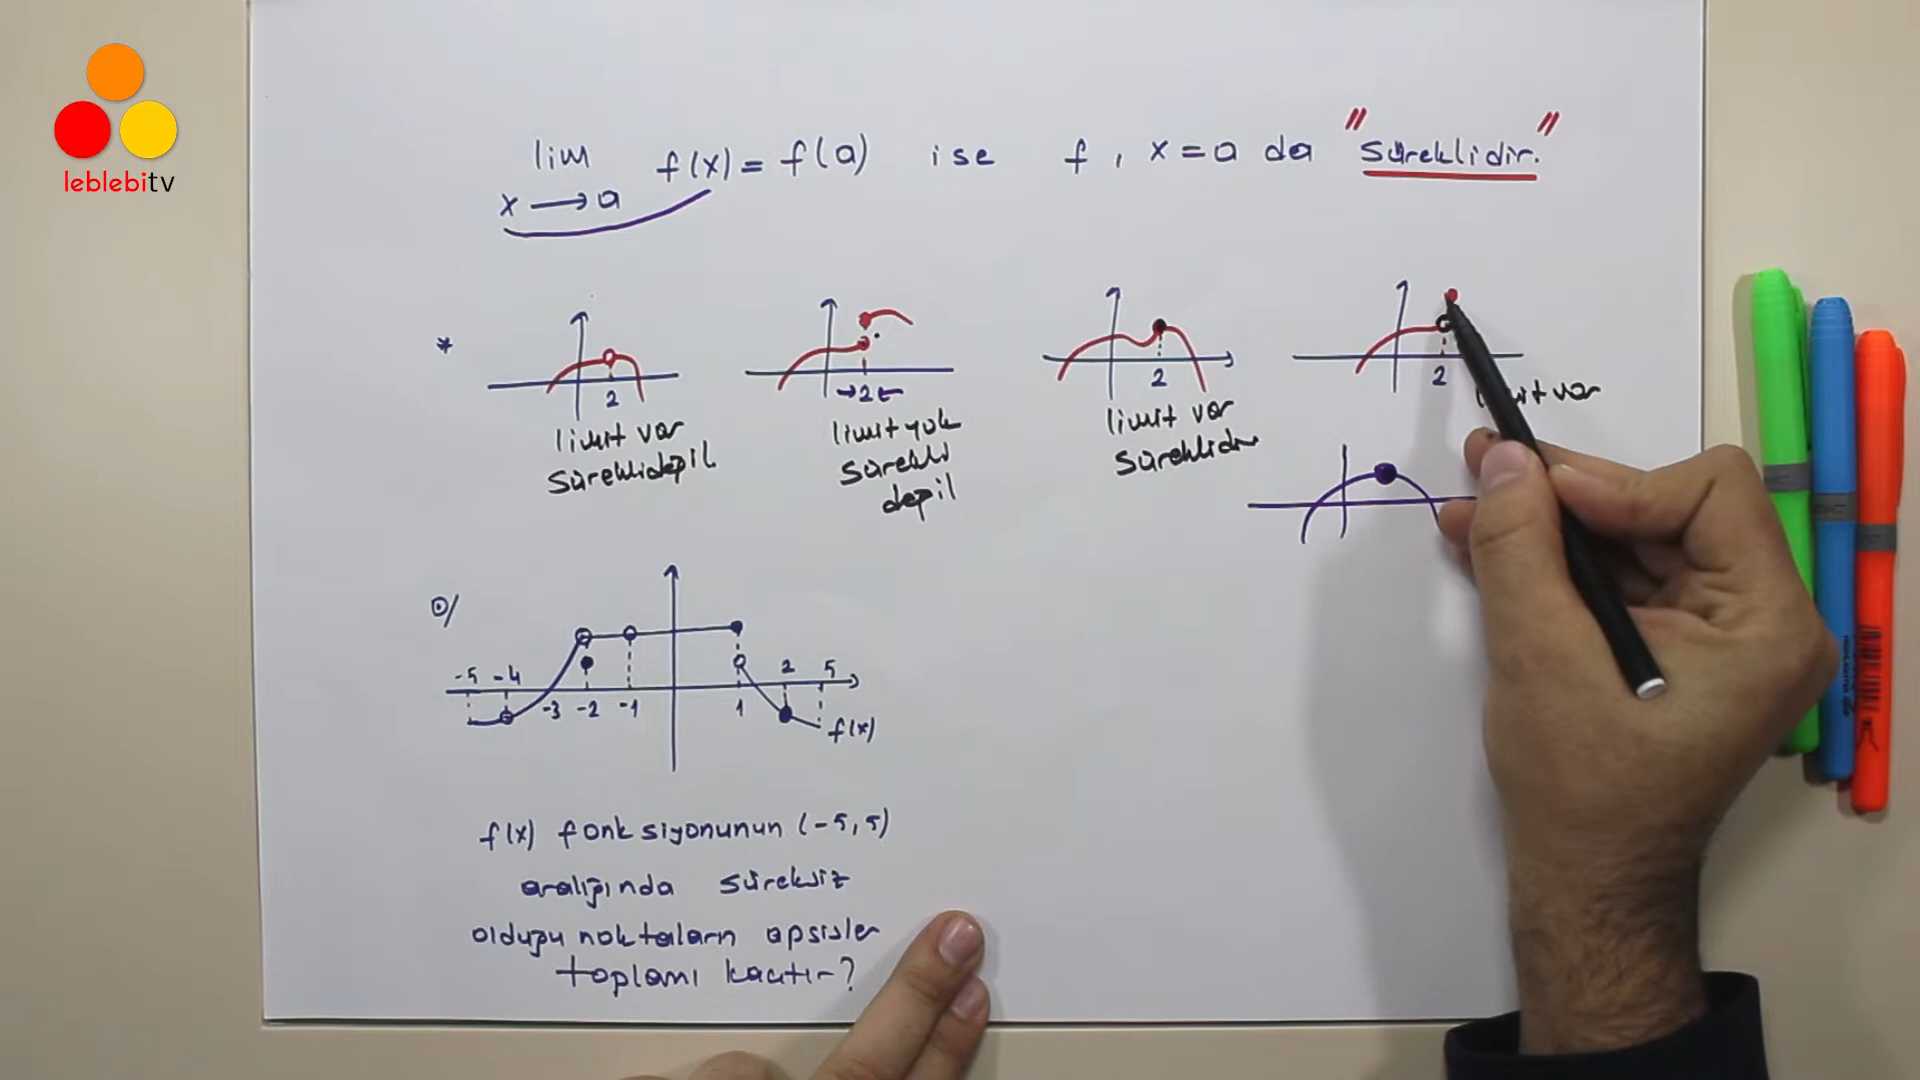 leblebitv
lim f(x) = f(a) ise f, x = a da "süreklidir."
x → a
*
2
→2←
2
2
limit var
sürekli değil
limit yok
sürekli
değil
limit var
süreklidir
limit var
Ö/
-5 -4 -3 -2 -1 1 2 5
f(x)
f(x) fonksiyonunun (-5, 5)
aralığında süreksiz
olduğu noktaların apsisler
toplamı kaçtır?